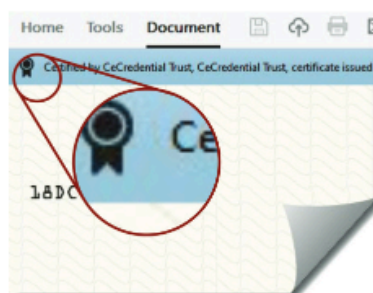 Home Tools Document
Certified by CeCredential Trust, CeCredential Trust, certificate issued
Ce
18DC